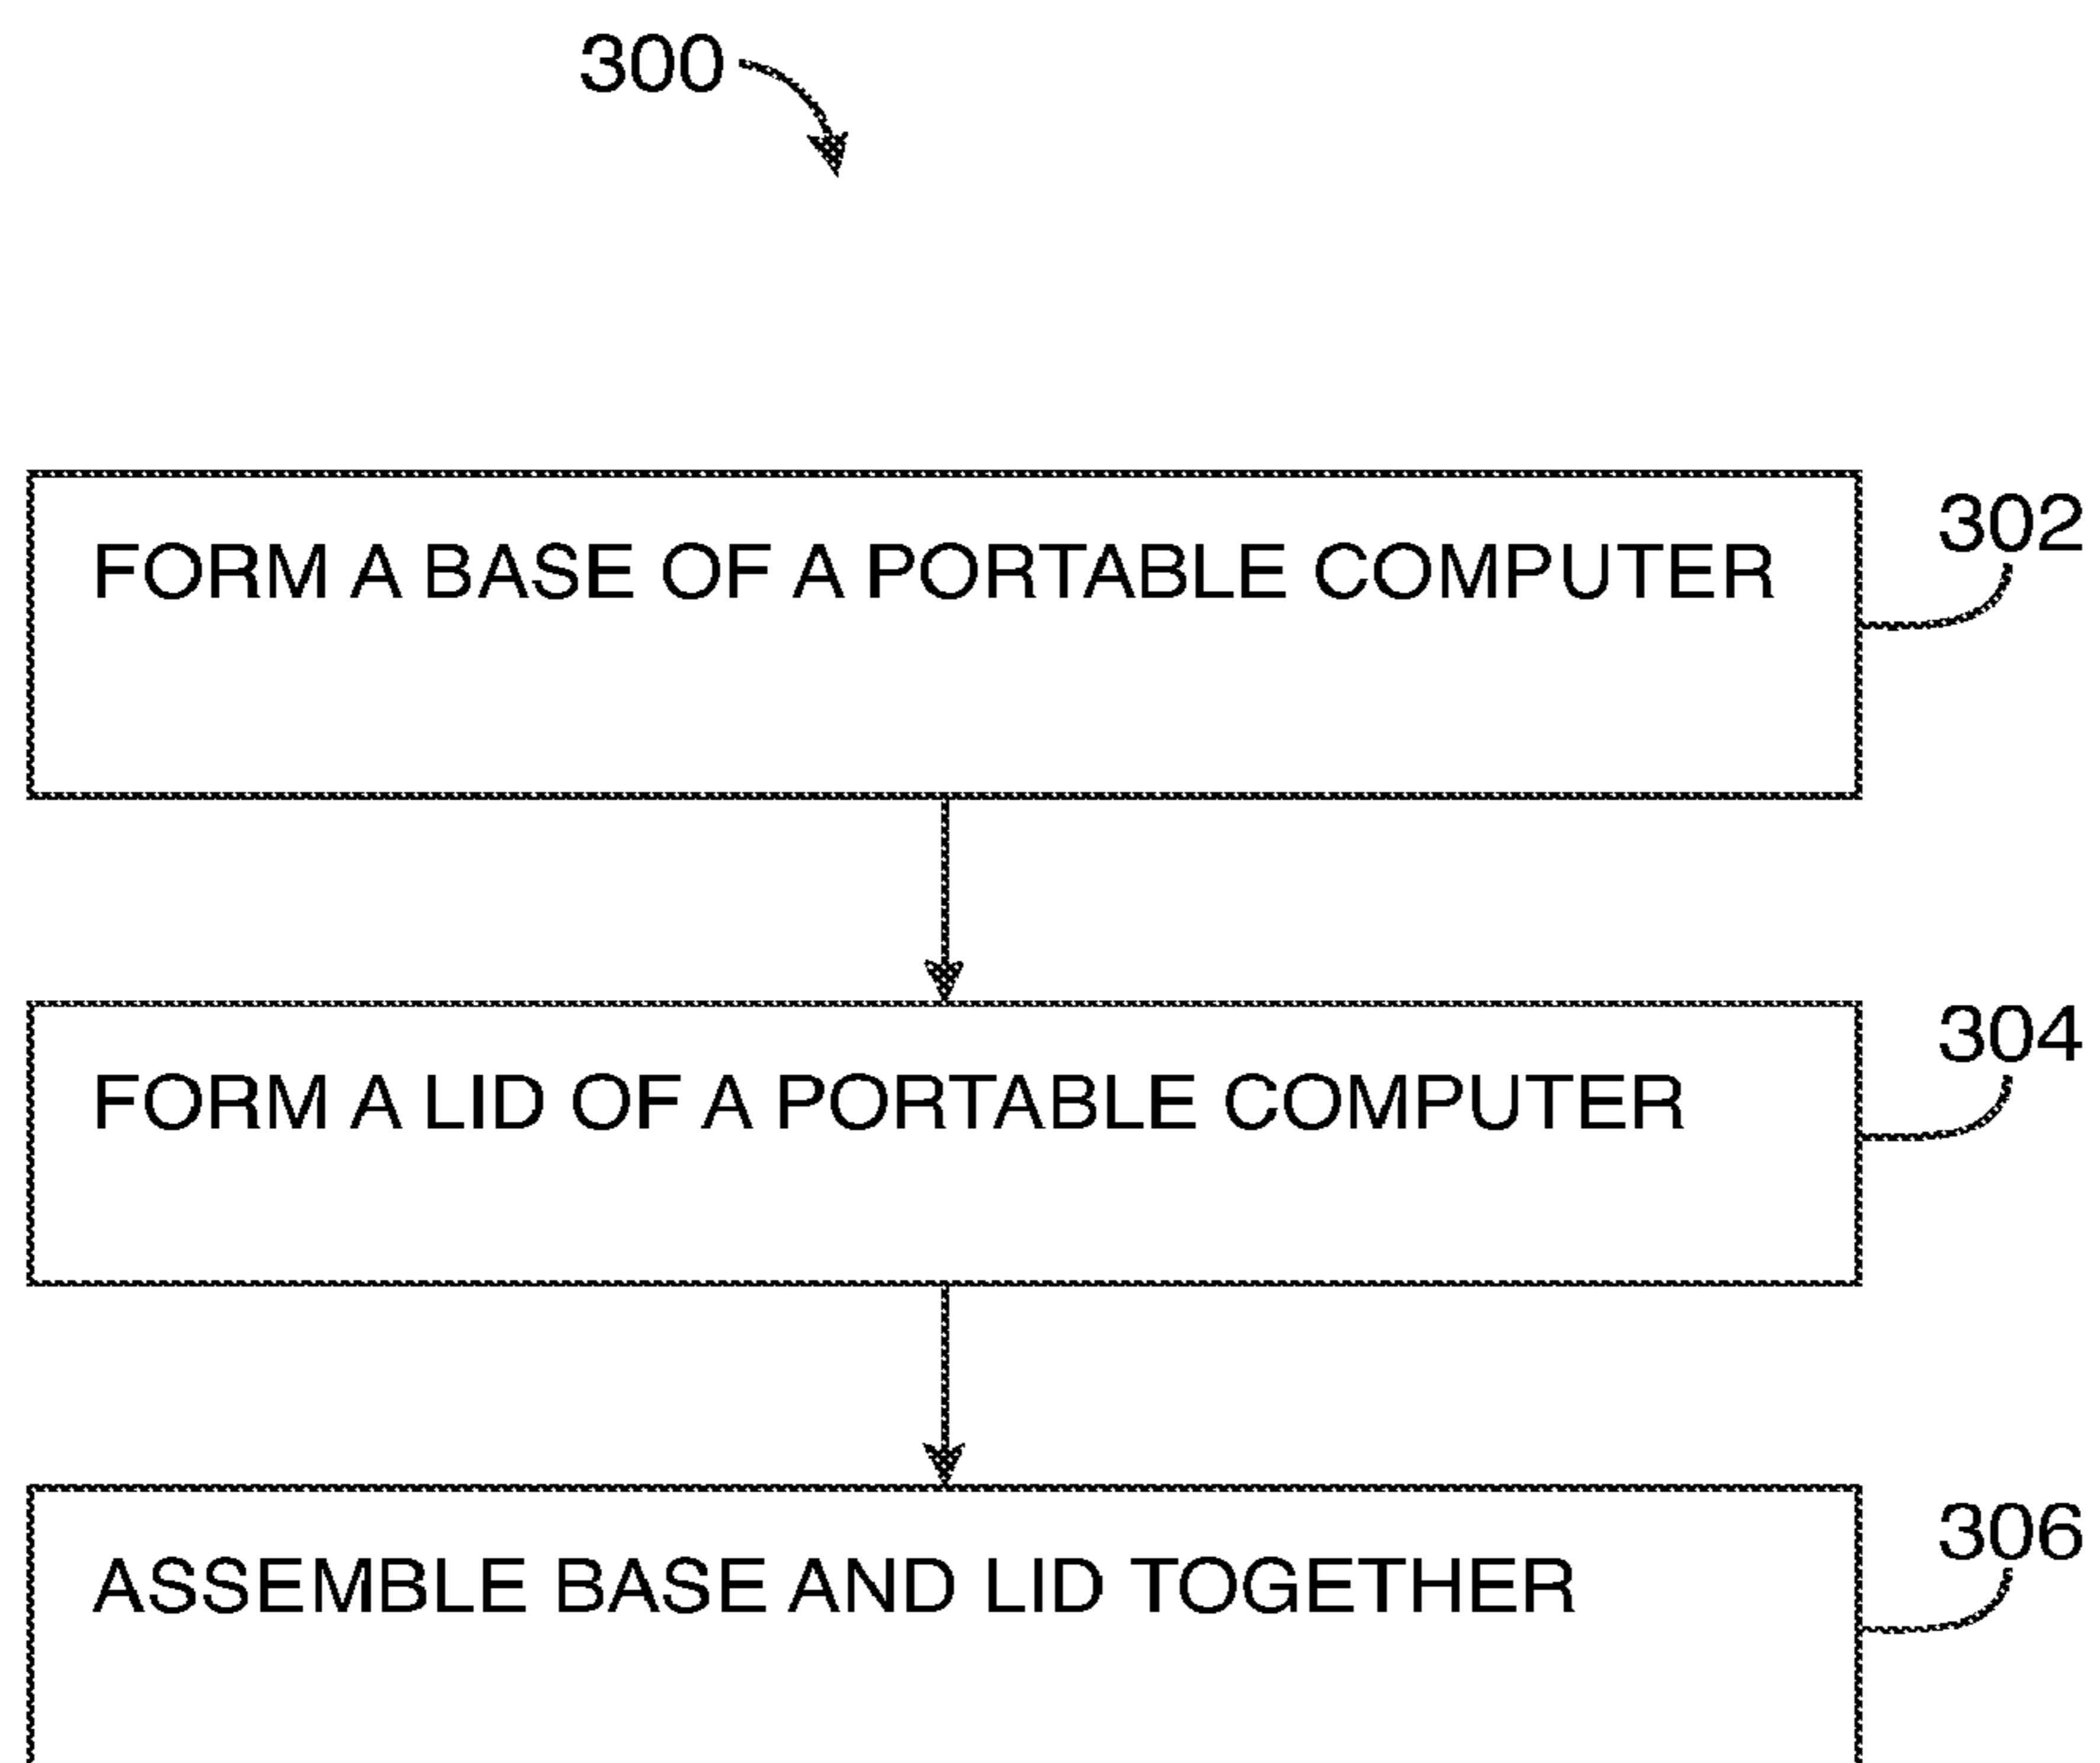 300
302
FORM A BASE OF A PORTABLE COMPUTER
304
FORM A LID OF A PORTABLE COMPUTER
306
ASSEMBLE BASE AND LID TOGETHER